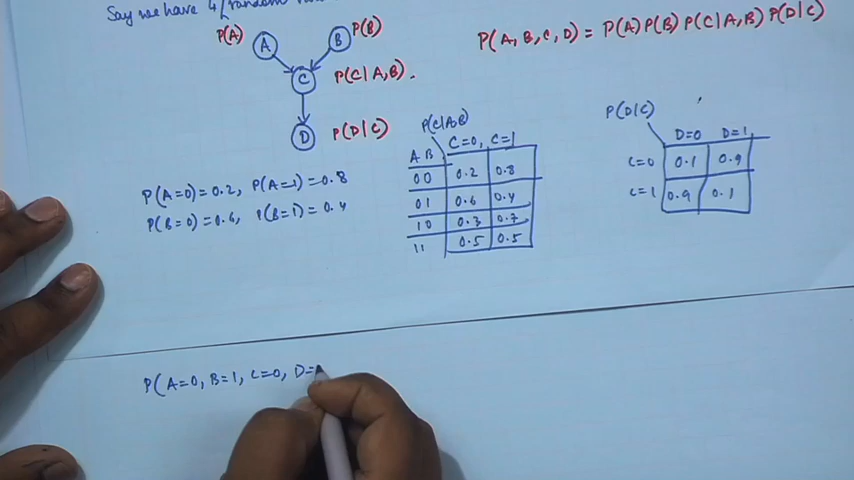 Say we have 4 random
P(A) A B P(B)
P(A, B, C, D) = P(A) P(B) P(C|A,B) P(D|C)
C P(C|A,B).
D P(D|C)
P(A=0)=0.2, P(A=1)=0.8
P(B=0)=0.6, P(B=1)=0.4
P(C|A,B)
A B C=0, C=1
00 0.2 0.8
01 0.6 0.4
10 0.3 0.7
11 0.5 0.5
P(D|C)
D=0 D=1
C=0 0.1 0.9
C=1 0.9 0.1
P(A=0, B=1, C=0, D=